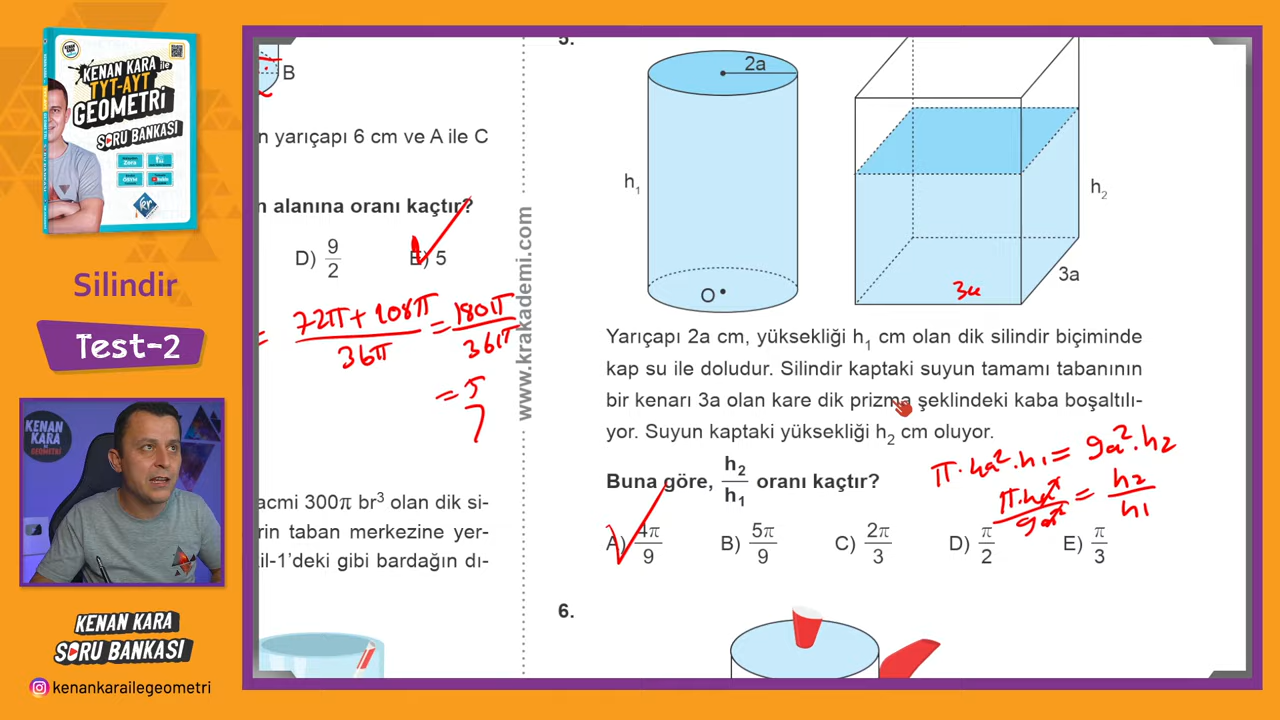 KENAN KARA ile
TYT-AYT
GEOMETRİ
SORU BANKASI
Silindir
Test-2
KENAN KARA
SORU BANKASI
kenankarailegeometri
B
n yarıçapı 6 cm ve A ile C
n alanına oranı kaçtır?
D) 9/2 E) 5
= 72π+108π/36π = 180π/36π
= 5
acmi 300π br³ olan dik si-
rin taban merkezine yer-
kil-1'deki gibi bardağın dı-
www.krakademi.com
5.
2a
h₁
O
h₂
3a
3a
Yarıçapı 2a cm, yüksekliği h₁ cm olan dik silindir biçiminde
kap su ile doludur. Silindir kaptaki suyun tamamı tabanının
bir kenarı 3a olan kare dik prizma şeklindeki kaba boşaltılı-
yor. Suyun kaptaki yüksekliği h₂ cm oluyor.
Buna göre, h₂/h₁ oranı kaçtır?
π·4a²·h₁ = 9a²·h₂
π·4a²/9a² = h₂/h₁
A) 4π/9 B) 5π/9 C) 2π/3 D) π/2 E) π/3
6.